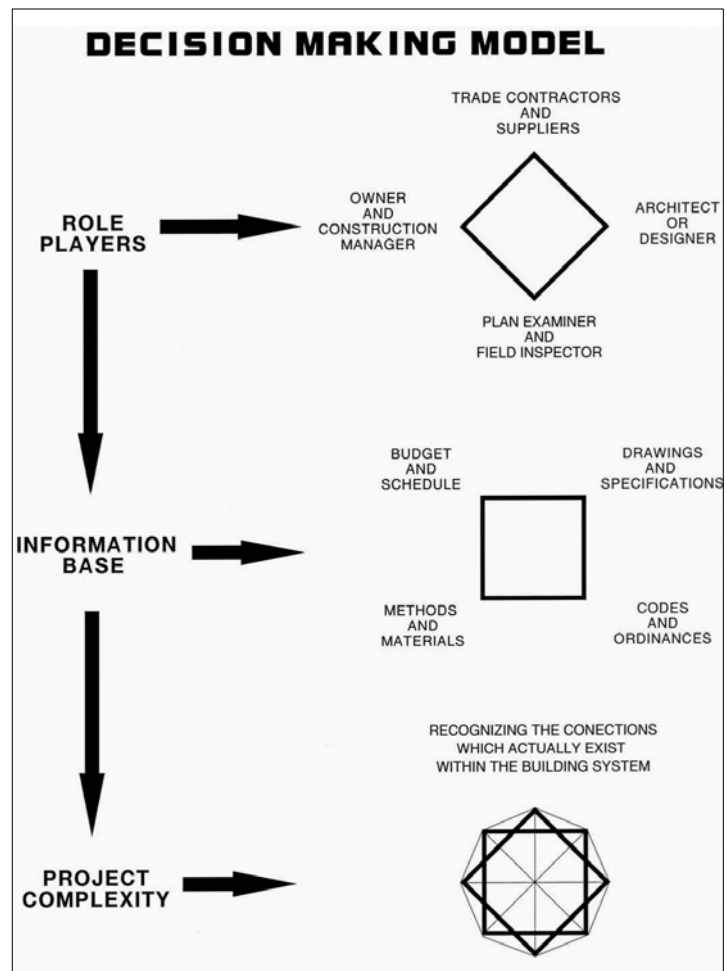 DECISION MAKING MODEL
TRADE CONTRACTORS
AND
SUPPLIERS
ROLE
PLAYERS
OWNER
AND
CONSTRUCTION
MANAGER
ARCHITECT
OR
DESIGNER
PLAN EXAMINER
AND
FIELD INSPECTOR
INFORMATION
BASE
BUDGET
AND
SCHEDULE
DRAWINGS
AND
SPECIFICATIONS
METHODS
AND
MATERIALS
CODES
AND
ORDINANCES
RECOGNIZING THE CONECTIONS
WHICH ACTUALLY EXIST
WITHIN THE BUILDING SYSTEM
PROJECT
COMPLEXITY